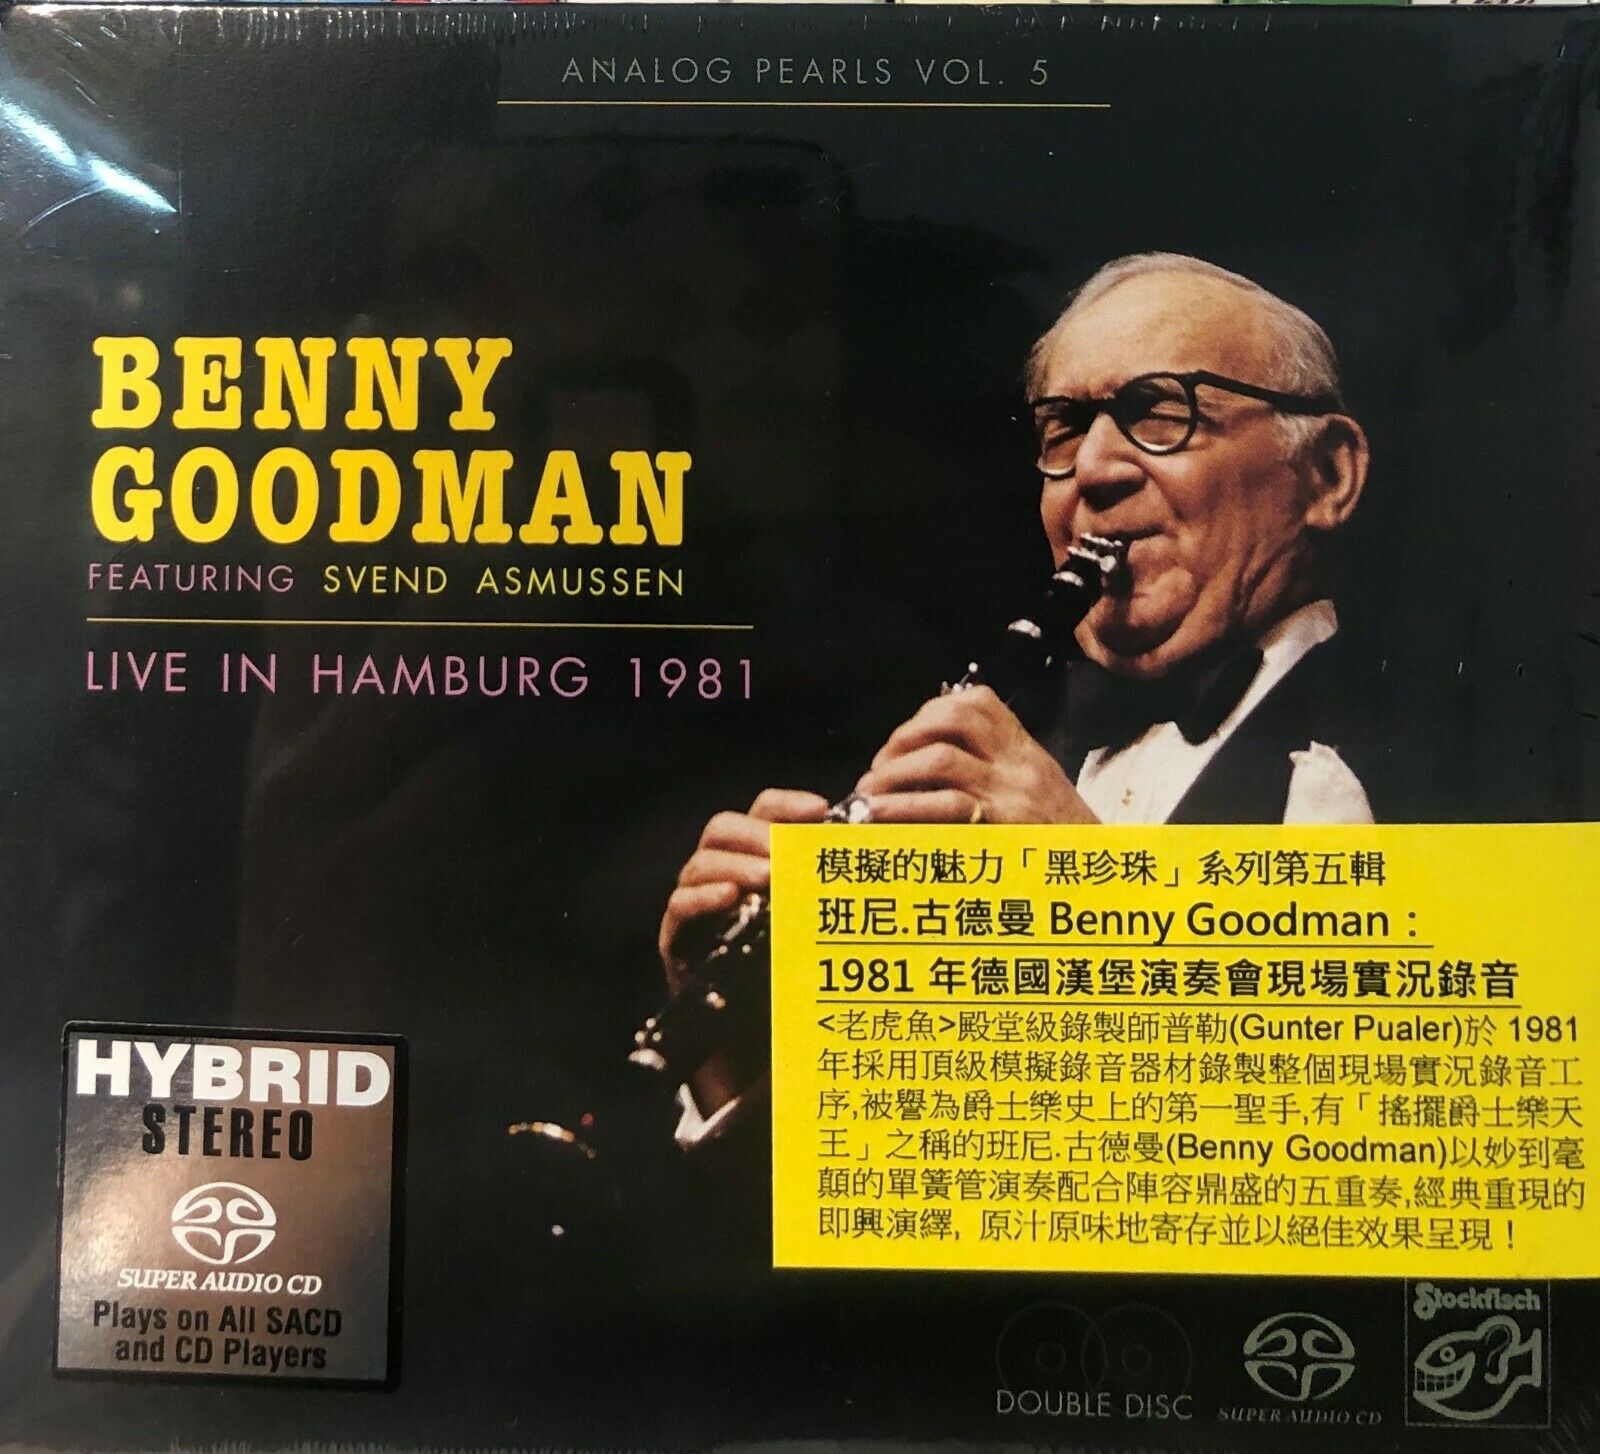 ANALOG PEARLS VOL. 5
BENNY
GOODMAN
FEATURING SVEND ASMUSSEN
LIVE IN HAMBURG 1981
模擬的魅力「黑珍珠」系列第五輯
班尼.古德曼 Benny Goodman：
1981 年德國漢堡演奏會現場實況錄音
<老虎魚>殿堂級錄製師普勒(Gunter Pualer)於 1981
年採用頂級模擬錄音器材錄製整個現場實況錄音工
序,被譽為爵士樂史上的第一聖手,有「搖擺爵士樂天
王」之稱的班尼.古德曼(Benny Goodman)以妙到毫
顛的單簧管演奏配合陣容鼎盛的五重奏,經典重現的
即興演繹, 原汁原味地寄存並以絕佳效果呈現！
HYBRID
STEREO
SUPER AUDIO CD
Plays on All SACD
and CD Players
DOUBLE DISC
SUPER AUDIO CD
Stockfisch